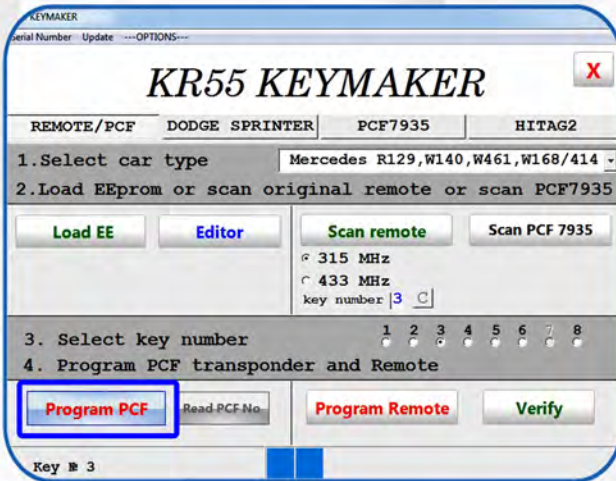 KEYMAKER
Serial Number Update ---OPTIONS---
KR55 KEYMAKER
X
REMOTE/PCF DODGE SPRINTER PCF7935 HITAG2
1.Select car type Mercedes R129,W140,W461,W168/414
2.Load EEprom or scan original remote or scan PCF7935
Load EE Editor Scan remote Scan PCF 7935
315 MHz
433 MHz
key number 3 C
3. Select key number 1 2 3 4 5 6 7 8
4. Program PCF transponder and Remote
Program PCF Read PCF No Program Remote Verify
Key № 3